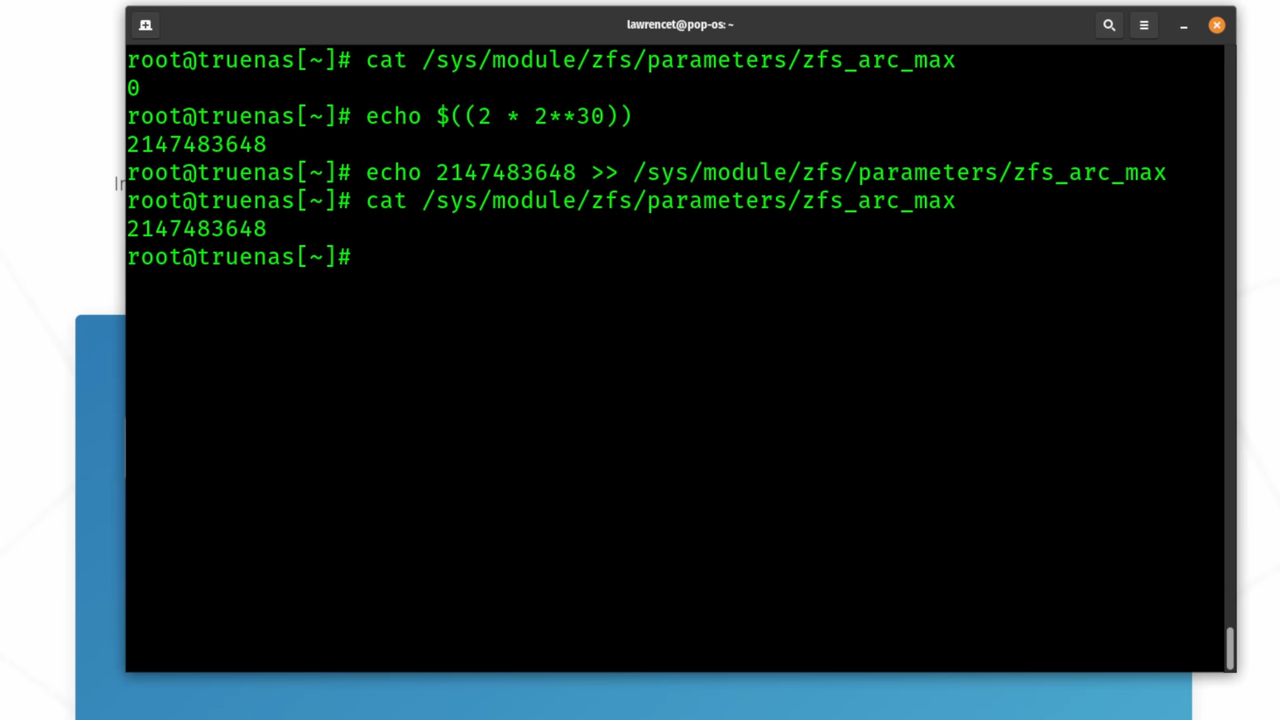 lawrencet@pop-os: ~
root@truenas[~]# cat /sys/module/zfs/parameters/zfs_arc_max
0
root@truenas[~]# echo $((2 * 2**30))
2147483648
root@truenas[~]# echo 2147483648 >> /sys/module/zfs/parameters/zfs_arc_max
root@truenas[~]# cat /sys/module/zfs/parameters/zfs_arc_max
2147483648
root@truenas[~]#